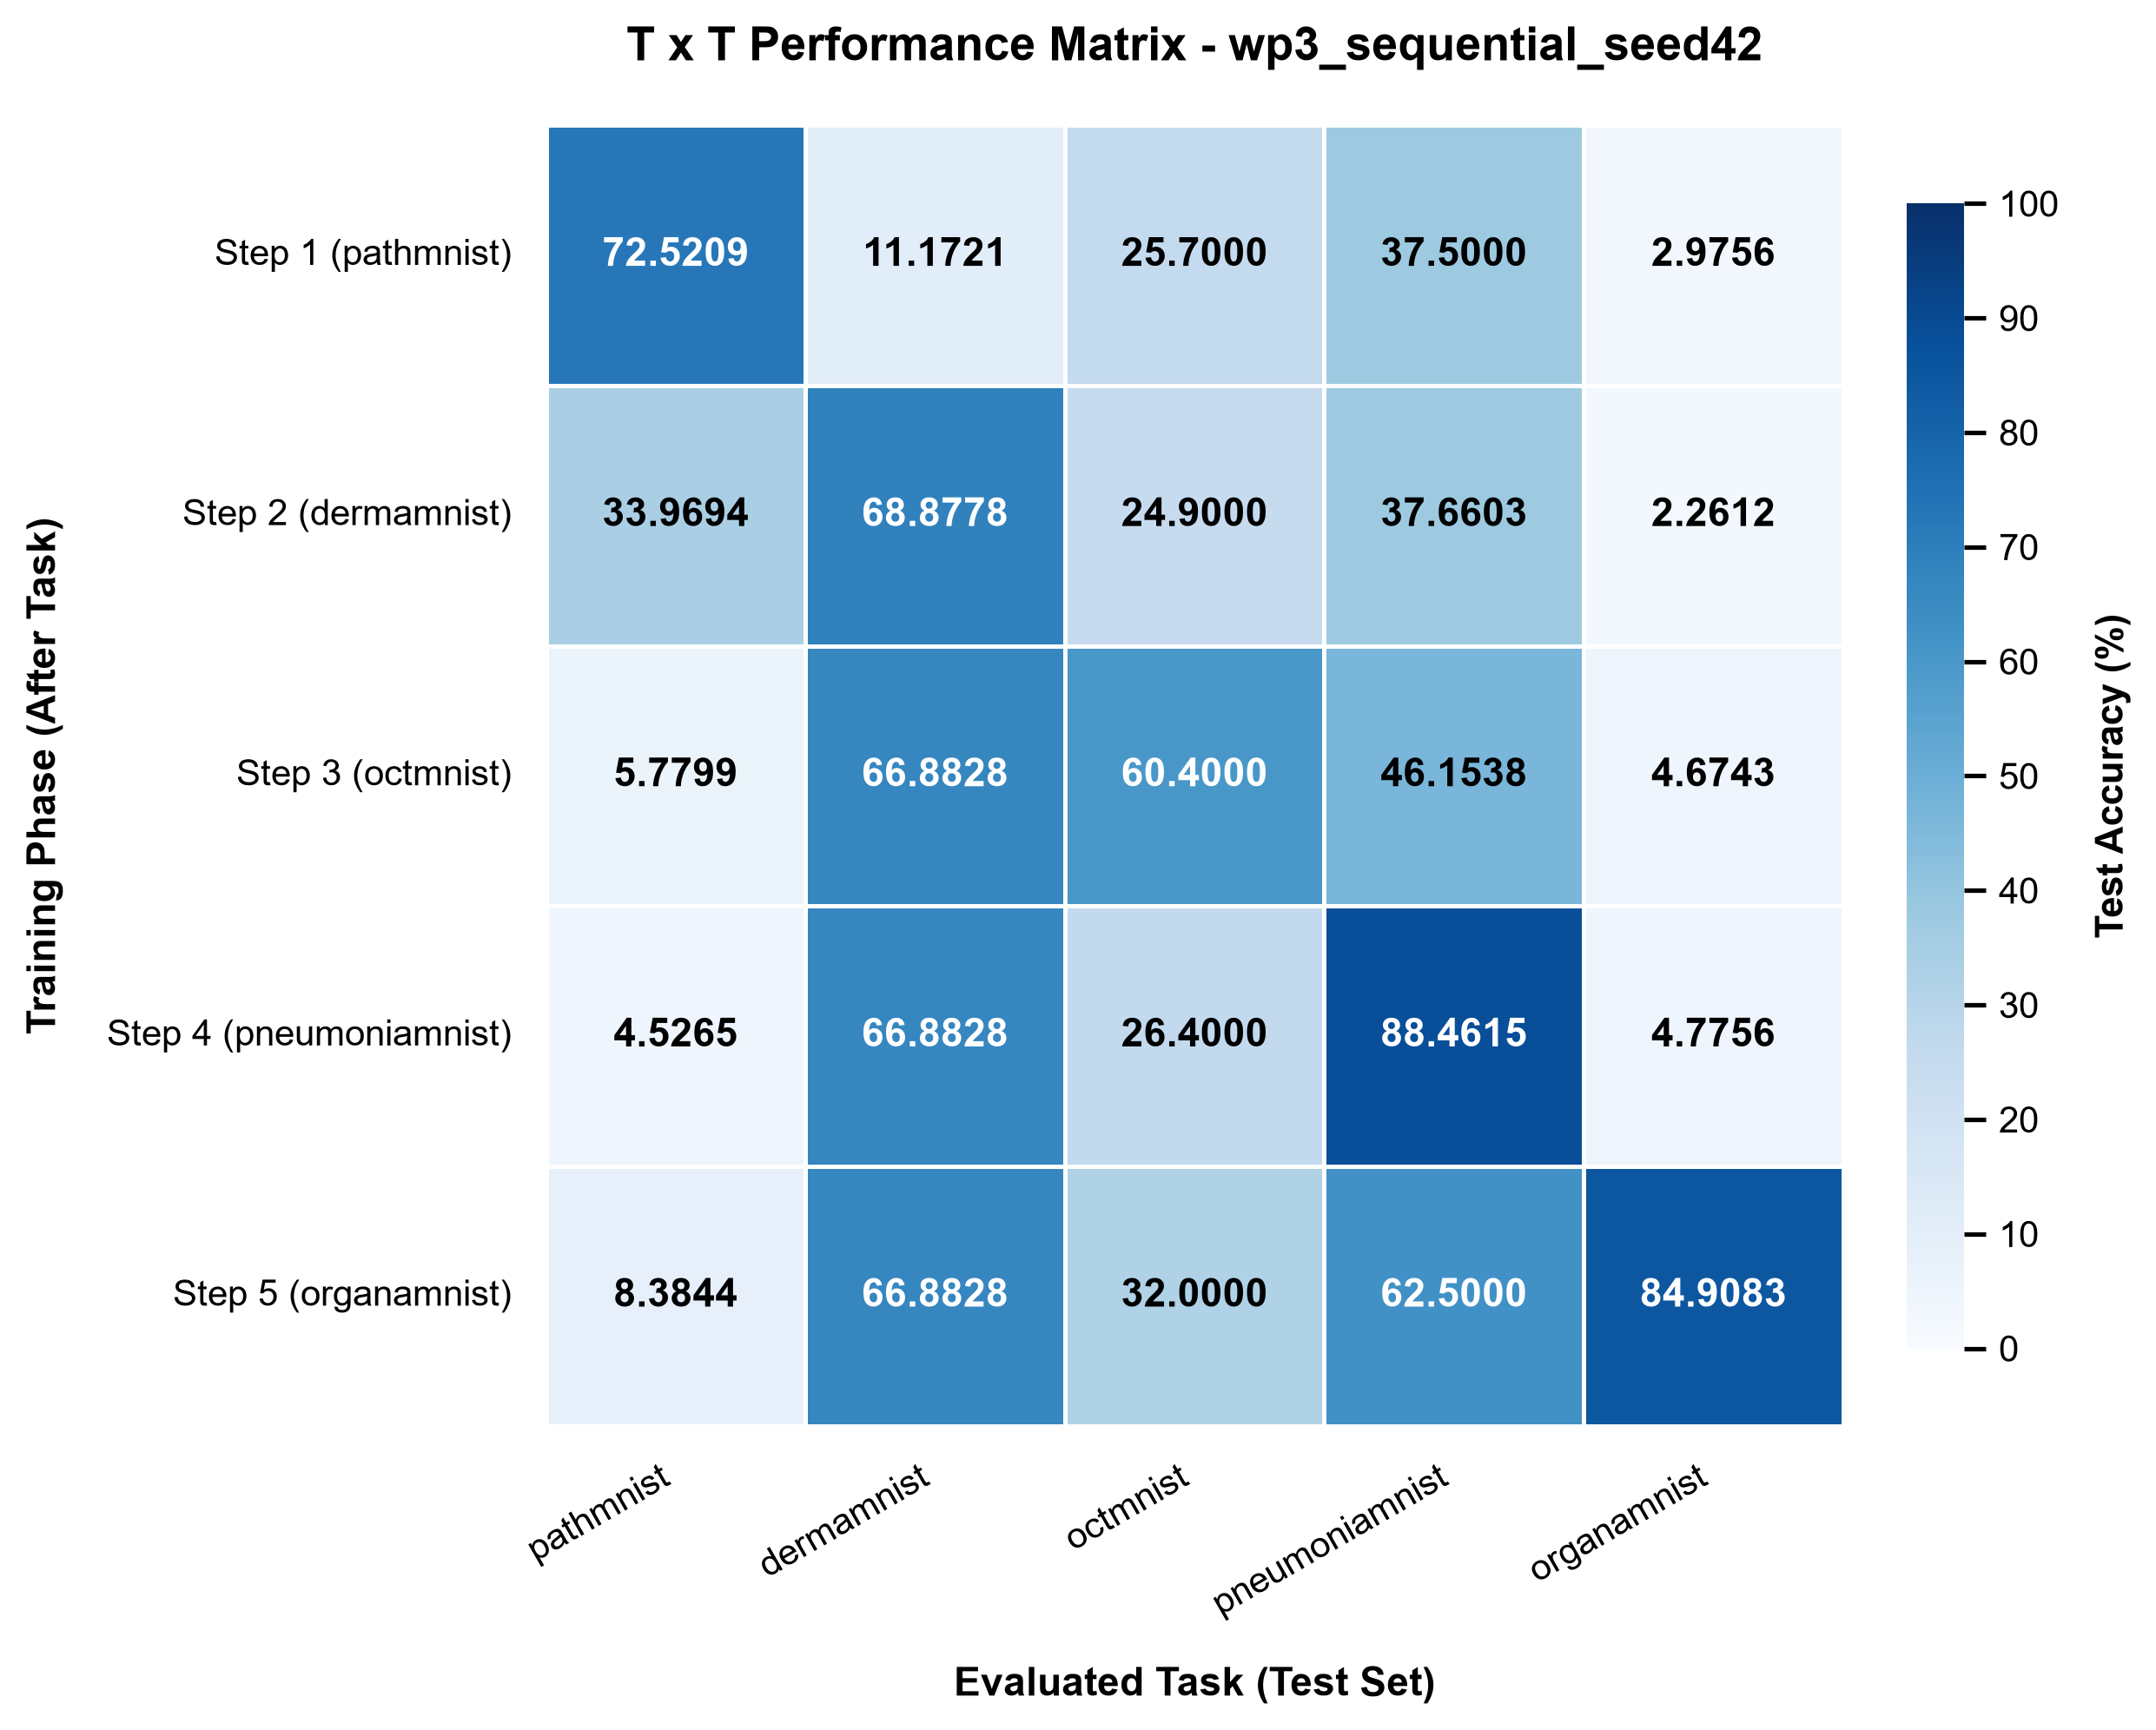 T x T Performance Matrix - wp3_sequential_seed42
Training Phase (After Task)
Step 1 (pathmnist) 72.5209 11.1721 25.7000 37.5000 2.9756
Step 2 (dermamnist) 33.9694 68.8778 24.9000 37.6603 2.2612
Step 3 (octmnist) 5.7799 66.8828 60.4000 46.1538 4.6743
Step 4 (pneumoniamnist) 4.5265 66.8828 26.4000 88.4615 4.7756
Step 5 (organamnist) 8.3844 66.8828 32.0000 62.5000 84.9083
pathmnist dermamnist octmnist pneumoniamnist organamnist
Evaluated Task (Test Set)
100
90
80
70
60
50
40
30
20
10
0
Test Accuracy (%)